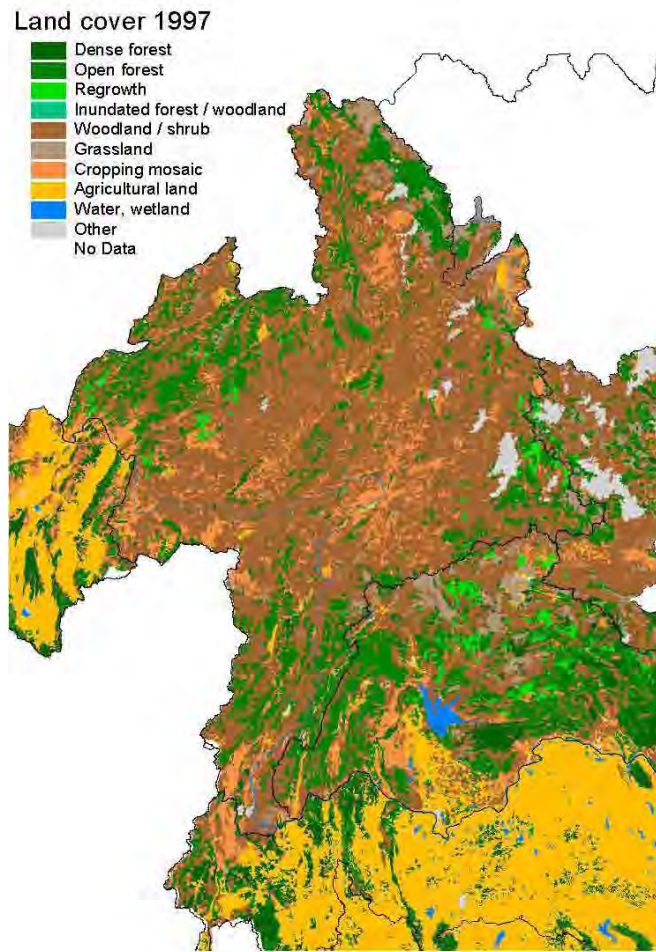 Land cover 1997
Dense forest
Open forest
Regrowth
Inundated forest / woodland
Woodland / shrub
Grassland
Cropping mosaic
Agricultural land
Water, wetland
Other
No Data